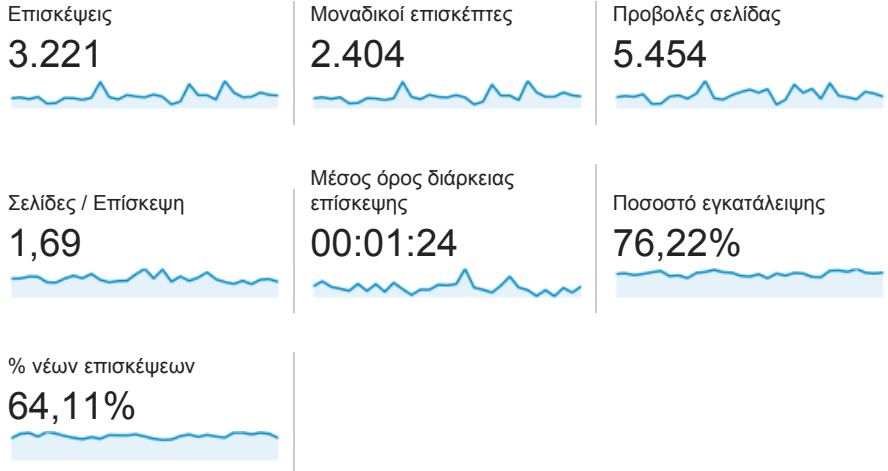 Επισκέψεις
3.221
Μοναδικοί επισκέπτες
2.404
Προβολές σελίδας
5.454
Σελίδες / Επίσκεψη
1,69
Μέσος όρος διάρκειας
επίσκεψης
00:01:24
Ποσοστό εγκατάλειψης
76,22%
% νέων επισκέψεων
64,11%